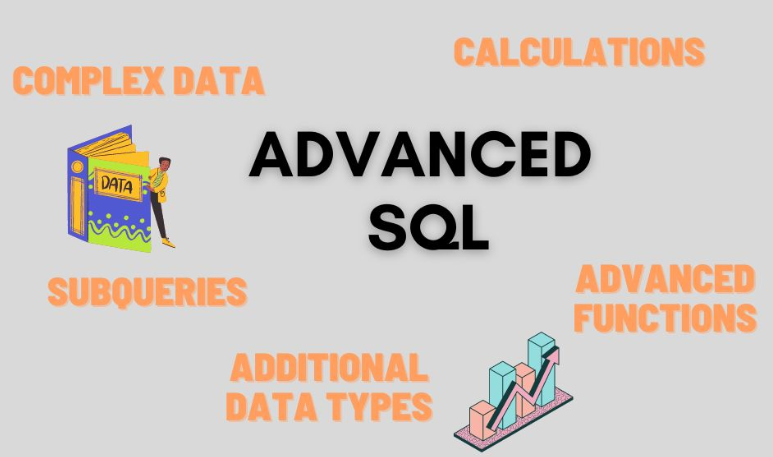 CALCULATIONS
COMPLEX DATA
ADVANCED
SQL
DATA
SUBQUERIES
ADVANCED
FUNCTIONS
ADDITIONAL
DATA TYPES